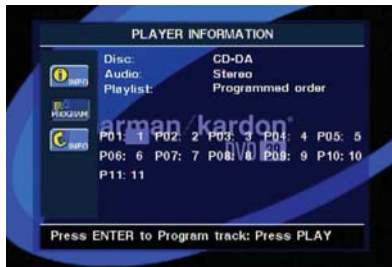 PLAYER INFORMATION
Disc: CD-DA
Audio: Stereo
Playlist: Programmed order
INFO
PROGRAM
INFO
arman/kardon
DVD 39
P01: 1 P02: 2 P03: 3 P04: 4 P05: 5
P06: 6 P07: 7 P08: 8 P09: 9 P10: 10
P11: 11
Press ENTER to Program track: Press PLAY